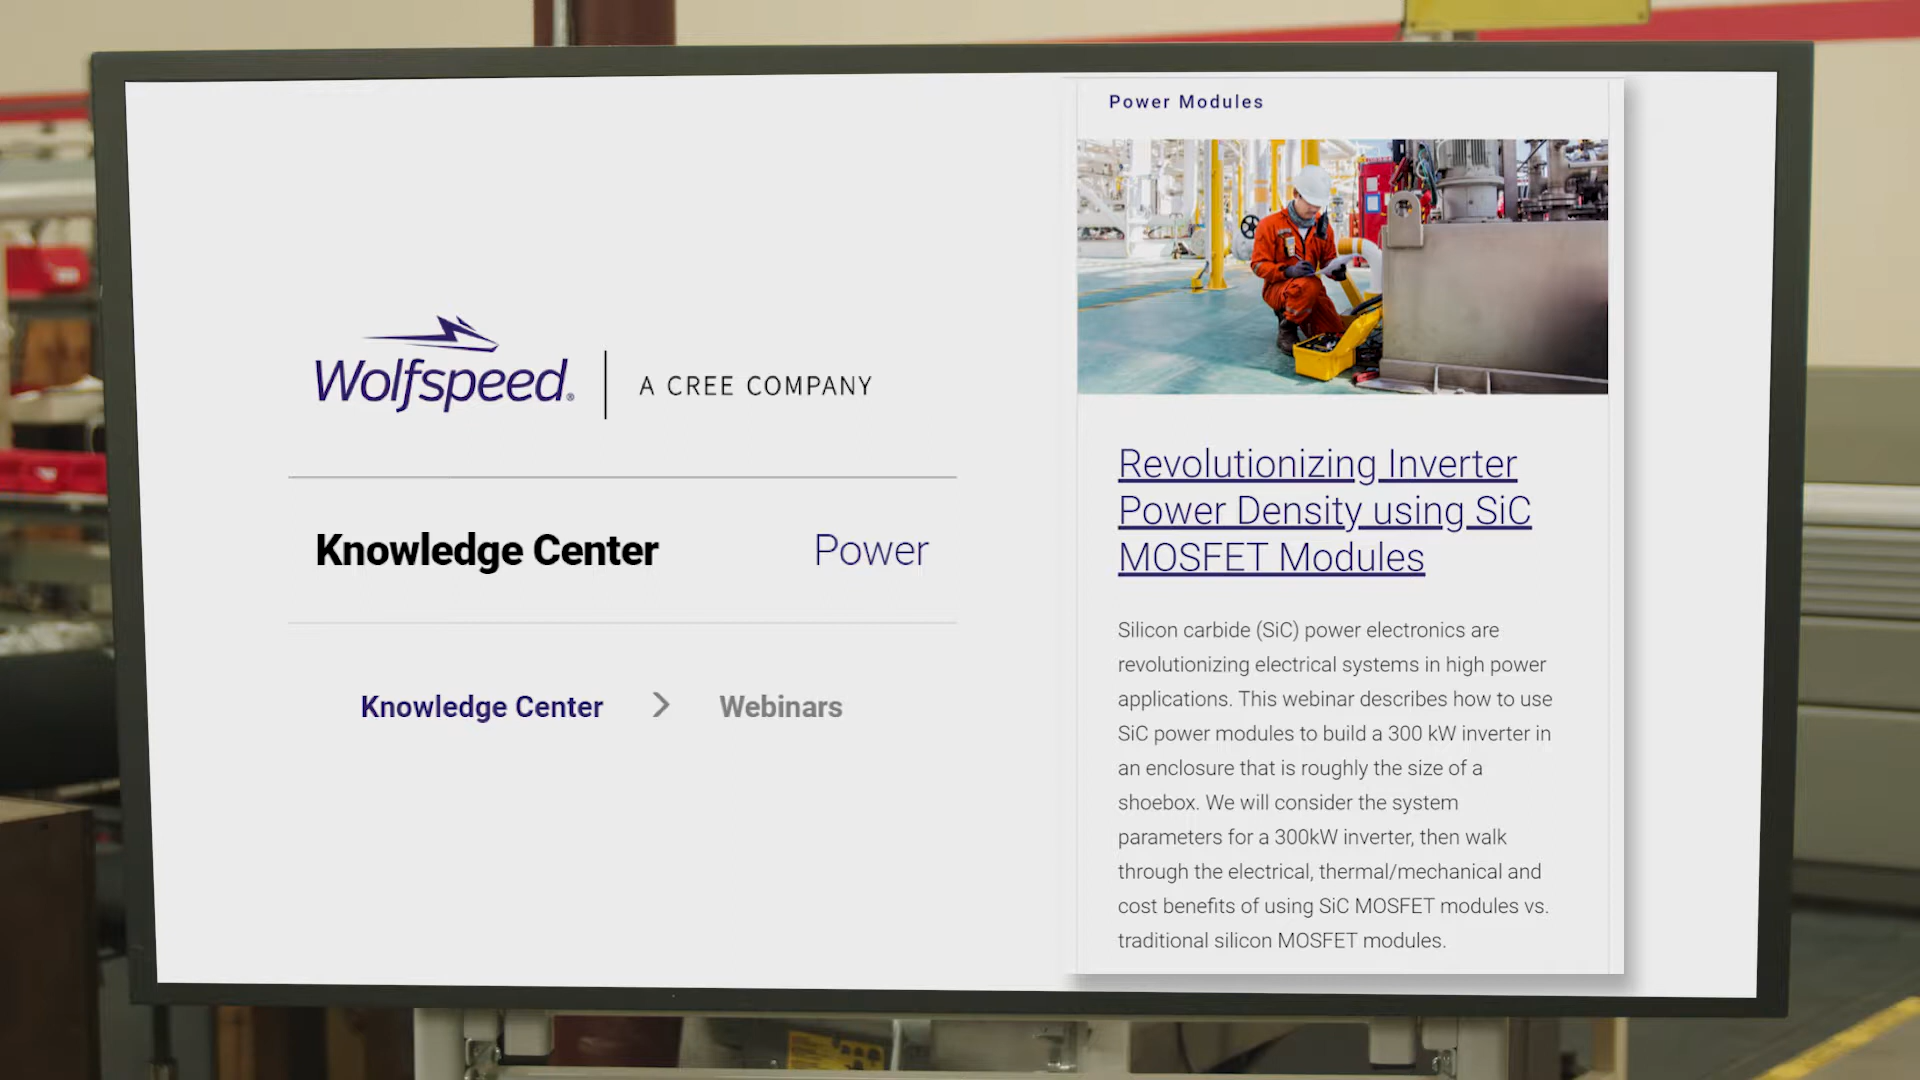 Wolfspeed®
A CREE COMPANY
Knowledge Center
Power
Knowledge Center > Webinars
Power Modules
Revolutionizing Inverter
Power Density using SiC
MOSFET Modules
Silicon carbide (SiC) power electronics are
revolutionizing electrical systems in high power
applications. This webinar describes how to use
SiC power modules to build a 300 kW inverter in
an enclosure that is roughly the size of a
shoebox. We will consider the system
parameters for a 300kW inverter, then walk
through the electrical, thermal/mechanical and
cost benefits of using SiC MOSFET modules vs.
traditional silicon MOSFET modules.